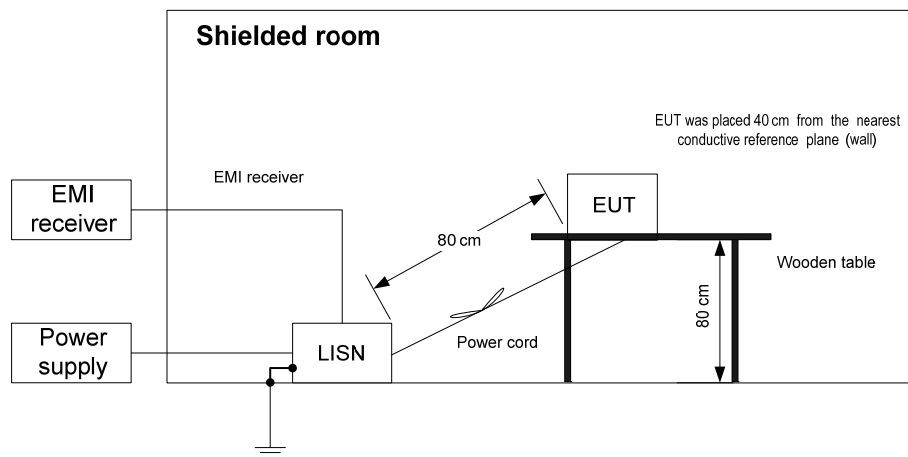 Shielded room
EUT was placed 40 cm from the nearest
conductive reference plane (wall)
EMI receiver
EMI
receiver
EUT
80 cm
Wooden table
80 cm
Power
supply
LISN
Power cord